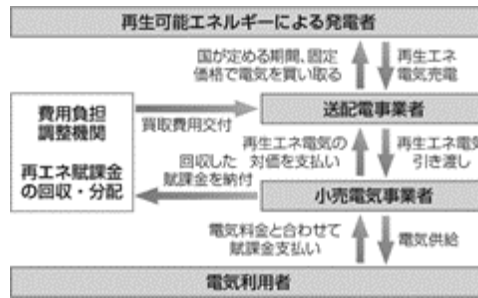 再生可能エネルギーによる発電者
国が定める期間、固定
価格で電気を買い取る
再生エネ
電気売電
費用負担
調整機関
再エネ賦課金
の回収・分配
買取費用交付
送配電事業者
回収した
賦課金を納付
再生エネ電気の
対価を支払い
再生エネ電気
引き渡し
小売電気事業者
電気料金と合わせて
賦課金支払い
電気供給
電気利用者